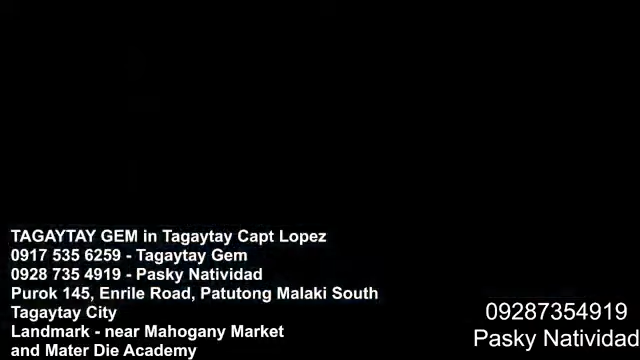 TAGAYTAY GEM in Tagaytay Capt Lopez
0917 535 6259 - Tagaytay Gem
0928 735 4919 - Pasky Natividad
Purok 145, Enrile Road, Patutong Malaki South
Tagaytay City
Landmark - near Mahogany Market
and Mater Die Academy
09287354919
Pasky Natividad